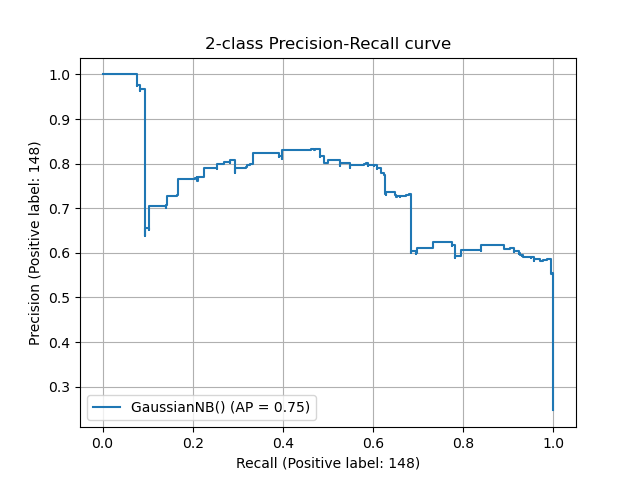 2-class Precision-Recall curve
Precision (Positive label: 148)
1.0
0.9
0.8
0.7
0.6
0.5
0.4
0.3
GaussianNB() (AP = 0.75)
0.0 0.2 0.4 0.6 0.8 1.0
Recall (Positive label: 148)